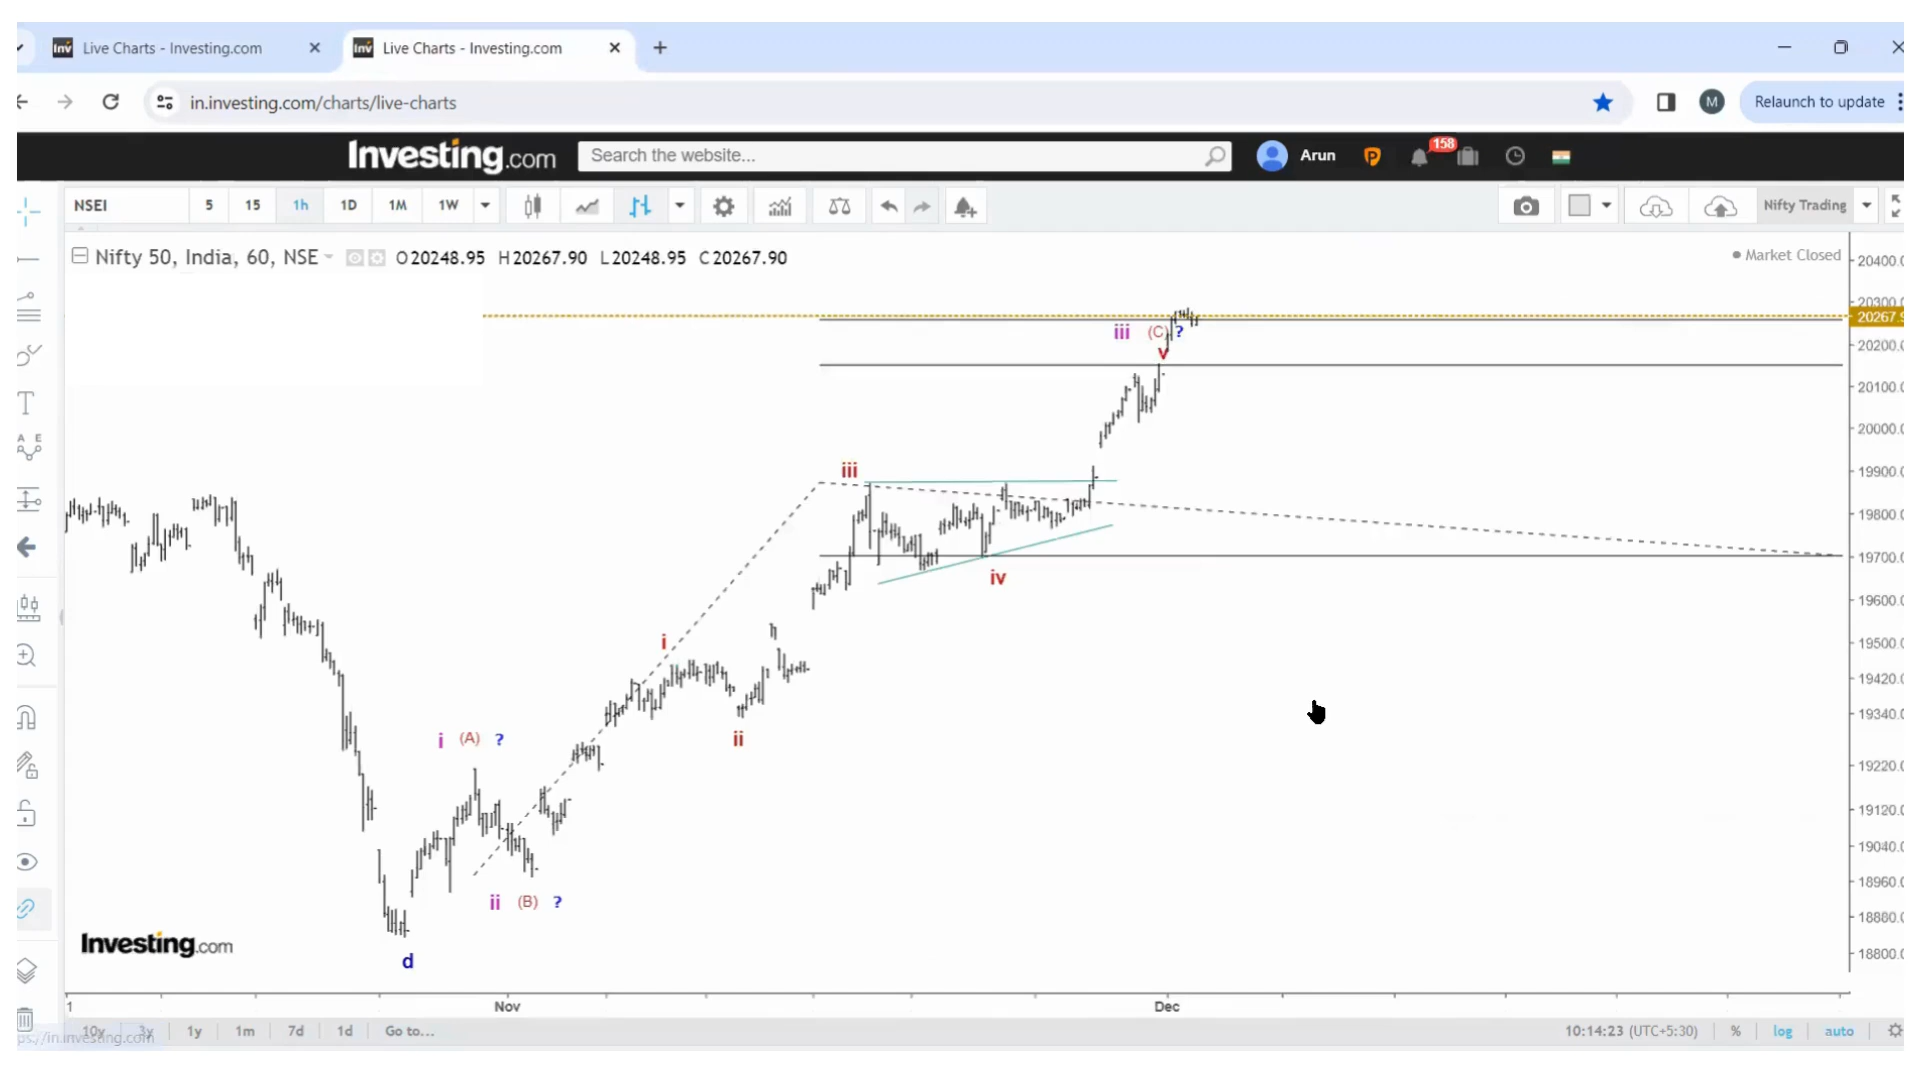 Live Charts - Investing.com
Live Charts - Investing.com
in.investing.com/charts/live-charts
M
Relaunch to update
Investing.com
Search the website...
Arun
158
NSEI 5 15 1h 1D 1M 1W
Nifty Trading
Nifty 50, India, 60, NSE O20248.95 H20267.90 L20248.95 C20267.90
Market Closed
20400.0
20300.0
20267.9
iii (C) ?
20200.0
v
20100.0
20000.0
iii
19900.0
19800.0
19700.0
iv
19600.0
i
19500.0
19420.0
19340.0
i (A) ?
ii
19220.0
19120.0
19040.0
18960.0
ii (B) ?
18880.0
Investing.com
18800.0
d
1 Nov Dec
10y 3y 1y 1m 7d 1d Go to...
10:14:23 (UTC+5:30) % log auto
ps://in.investing.com